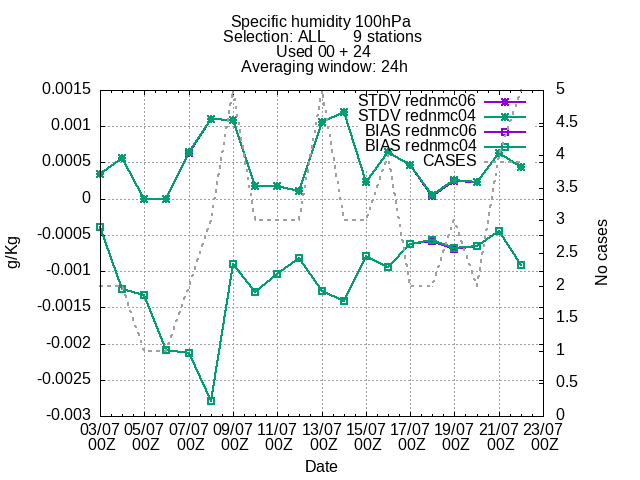 Specific humidity 100hPa
Selection: ALL 9 stations
Used 00 + 24
Averaging window: 24h
STDV rednmc06
STDV rednmc04
BIAS rednmc06
BIAS rednmc04
CASES
0.0015
0.001
0.0005
0
-0.0005
-0.001
-0.0015
-0.002
-0.0025
-0.003
g/Kg
5
4.5
4
3.5
3
2.5
2
1.5
1
0.5
0
No cases
03/07 05/07 07/07 09/07 11/07 13/07 15/07 17/07 19/07 21/07 23/07
00Z 00Z 00Z 00Z 00Z 00Z 00Z 00Z 00Z 00Z 00Z
Date